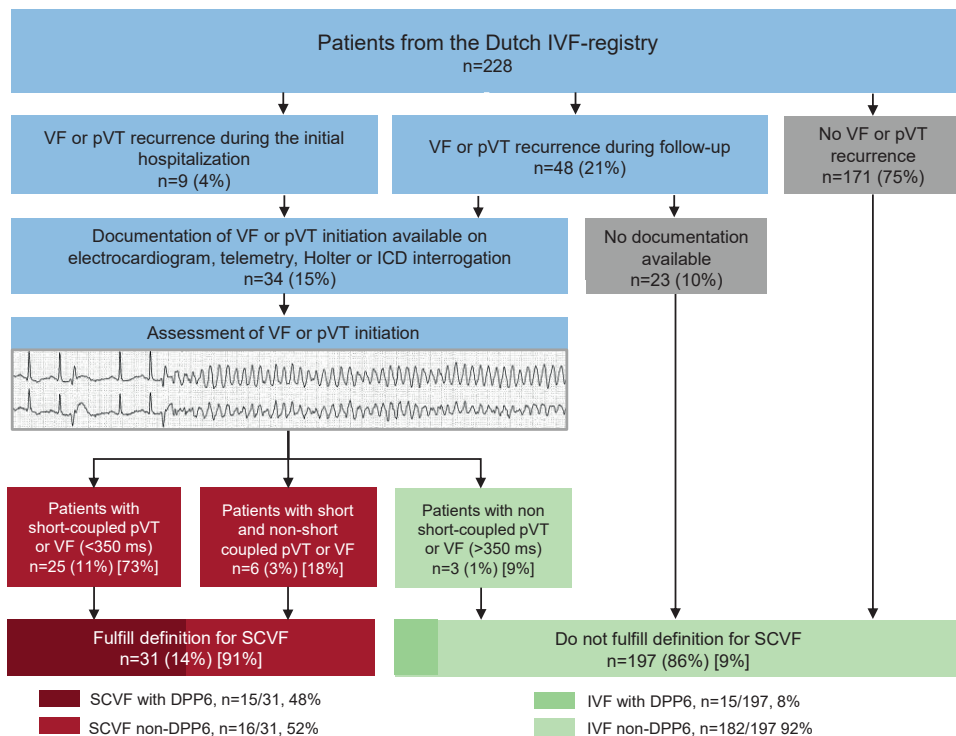 Patients from the Dutch IVF-registry
n=228
VF or pVT recurrence during the initial
hospitalization
n=9 (4%)
VF or pVT recurrence during follow-up
n=48 (21%)
No VF or pVT
recurrence
n=171 (75%)
Documentation of VF or pVT initiation available on
electrocardiogram, telemetry, Holter or ICD interrogation
n=34 (15%)
No documentation
available
n=23 (10%)
Assessment of VF or pVT initiation
Patients with
short-coupled pVT
or VF (<350 ms)
n=25 (11%) [73%]
Patients with short
and non-short
coupled pVT or VF
n=6 (3%) [18%]
Patients with non
short-coupled pVT
or VF (>350 ms)
n=3 (1%) [9%]
Fulfill definition for SCVF
n=31 (14%) [91%]
Do not fulfill definition for SCVF
n=197 (86%) [9%]
SCVF with DPP6, n=15/31, 48%
SCVF non-DPP6, n=16/31, 52%
IVF with DPP6, n=15/197, 8%
IVF non-DPP6, n=182/197 92%